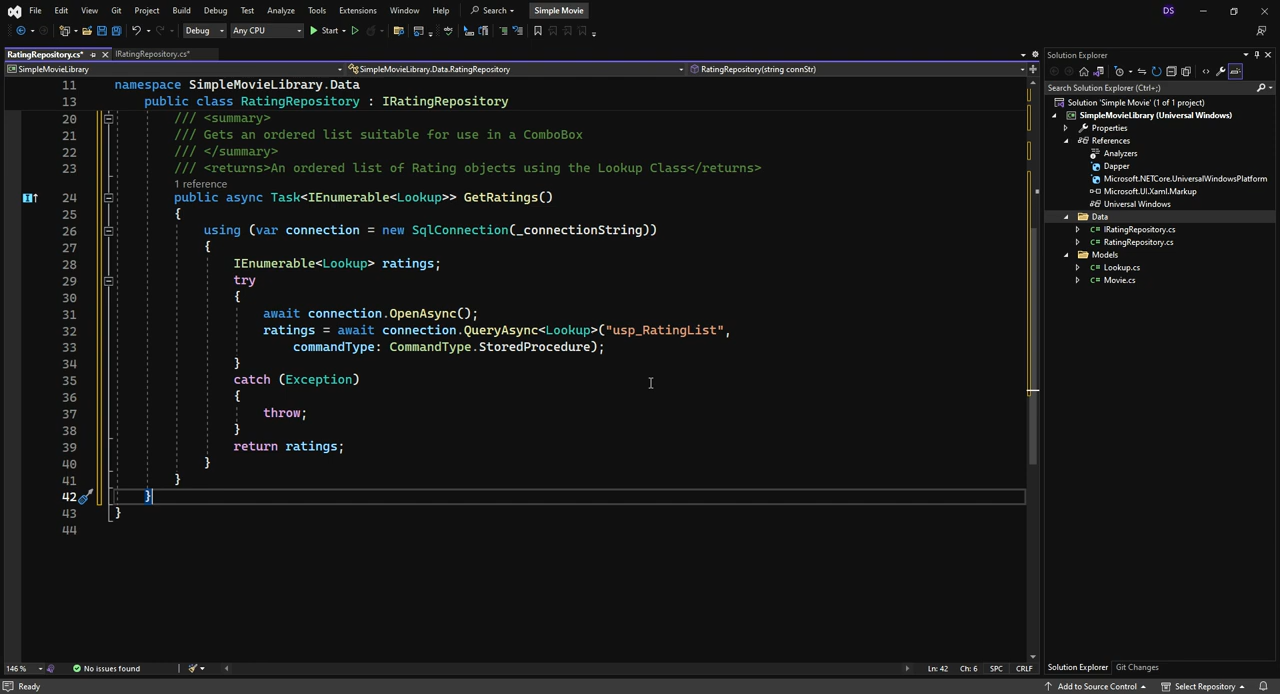 File Edit View Git Project Build Debug Test Analyze Tools Extensions Window Help Search Simple Movie DS
Debug Any CPU Start
RatingRepository.cs* IRatingRepository.cs*
SimpleMovieLibrary SimpleMovieLibrary.Data.RatingRepository RatingRepository(string connStr)
11 namespace SimpleMovieLibrary.Data
13 public class RatingRepository : IRatingRepository
20 /// <summary>
21 /// Gets an ordered list suitable for use in a ComboBox
22 /// </summary>
23 /// <returns>An ordered list of Rating objects using the Lookup Class</returns>
1 reference
24 public async Task<IEnumerable<Lookup>> GetRatings()
25 {
26 using (var connection = new SqlConnection(_connectionString))
27 {
28 IEnumerable<Lookup> ratings;
29 try
30 {
31 await connection.OpenAsync();
32 ratings = await connection.QueryAsync<Lookup>("usp_RatingList",
33 commandType: CommandType.StoredProcedure);
34 }
35 catch (Exception)
36 {
37 throw;
38 }
39 return ratings;
40 }
41 }
42 }
43 }
44
146 % No issues found Ln: 42 Ch: 6 SPC CRLF
Solution Explorer
Search Solution Explorer (Ctrl+;)
Solution 'Simple Movie' (1 of 1 project)
SimpleMovieLibrary (Universal Windows)
Properties
References
Analyzers
Dapper
Microsoft.NETCore.UniversalWindowsPlatform
Microsoft.UI.Xaml.Markup
Universal Windows
Data
IRatingRepository.cs
RatingRepository.cs
Models
Lookup.cs
Movie.cs
Solution Explorer Git Changes
Ready Add to Source Control Select Repository